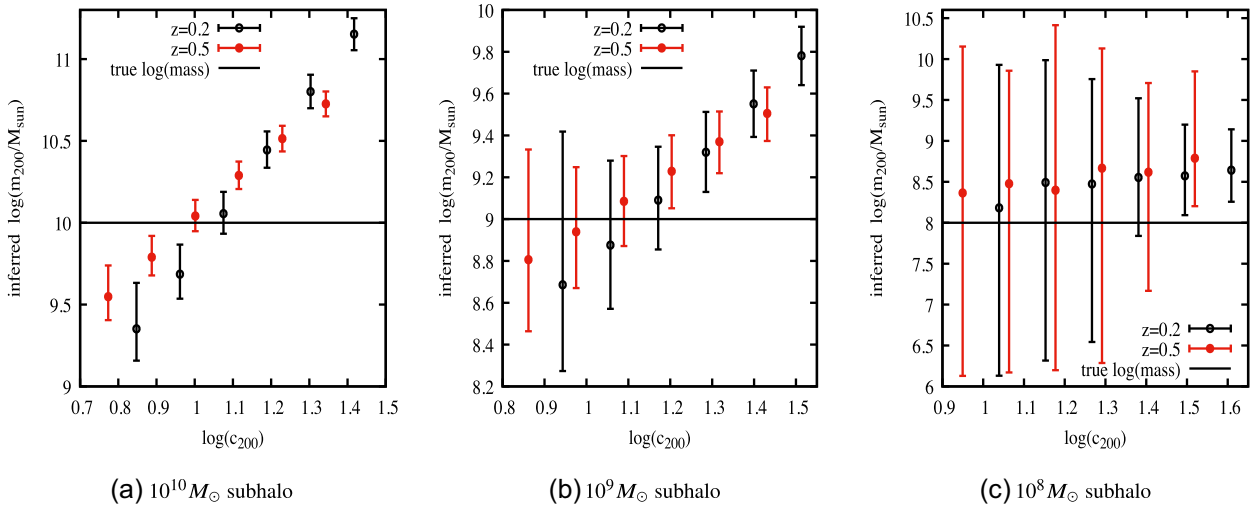 z=0.2
z=0.5
true log(mass)
11
10.5
10
9.5
9
0.7 0.8 0.9 1 1.1 1.2 1.3 1.4 1.5
inferred log(m200/Msun)
log(c200)
(a) 10^10 M⊙ subhalo
z=0.2
z=0.5
true log(mass)
10
9.8
9.6
9.4
9.2
9
8.8
8.6
8.4
8.2
0.8 0.9 1 1.1 1.2 1.3 1.4 1.5
inferred log(m200/Msun)
log(c200)
(b) 10^9 M⊙ subhalo
10.5
10
9.5
9
8.5
8
7.5
7
6.5
6
z=0.2
z=0.5
true log(mass)
0.9 1 1.1 1.2 1.3 1.4 1.5 1.6
inferred log(m200/Msun)
log(c200)
(c) 10^8 M⊙ subhalo